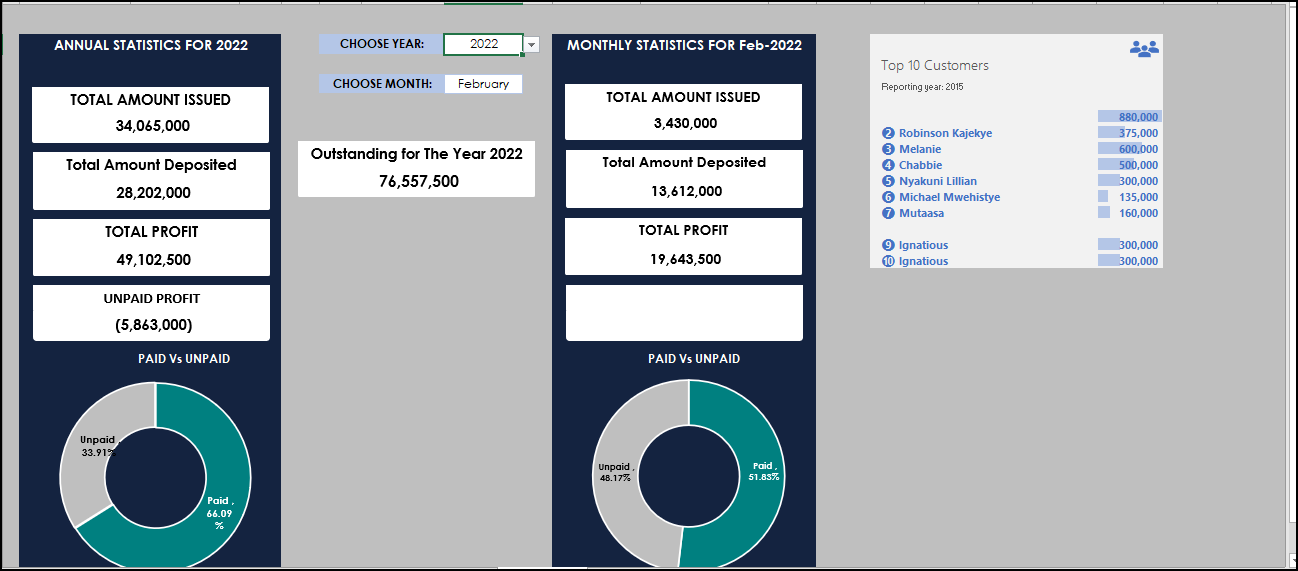 ANNUAL STATISTICS FOR 2022
TOTAL AMOUNT ISSUED
34,065,000
Total Amount Deposited
28,202,000
TOTAL PROFIT
49,102,500
UNPAID PROFIT
(5,863,000)
PAID Vs UNPAID
Unpaid ,
33.91%
Paid ,
66.09
%
CHOOSE YEAR: 2022
CHOOSE MONTH: February
Outstanding for The Year 2022
76,557,500
MONTHLY STATISTICS FOR Feb-2022
TOTAL AMOUNT ISSUED
3,430,000
Total Amount Deposited
13,612,000
TOTAL PROFIT
19,643,500
PAID Vs UNPAID
Unpaid ,
48.17%
Paid ,
51.83%
Top 10 Customers
Reporting year: 2015
880,000
2 Robinson Kajekye 375,000
3 Melanie 600,000
4 Chabbie 500,000
5 Nyakuni Lillian 300,000
6 Michael Mwehistye 135,000
7 Mutaasa 160,000
9 Ignatious 300,000
10 Ignatious 300,000